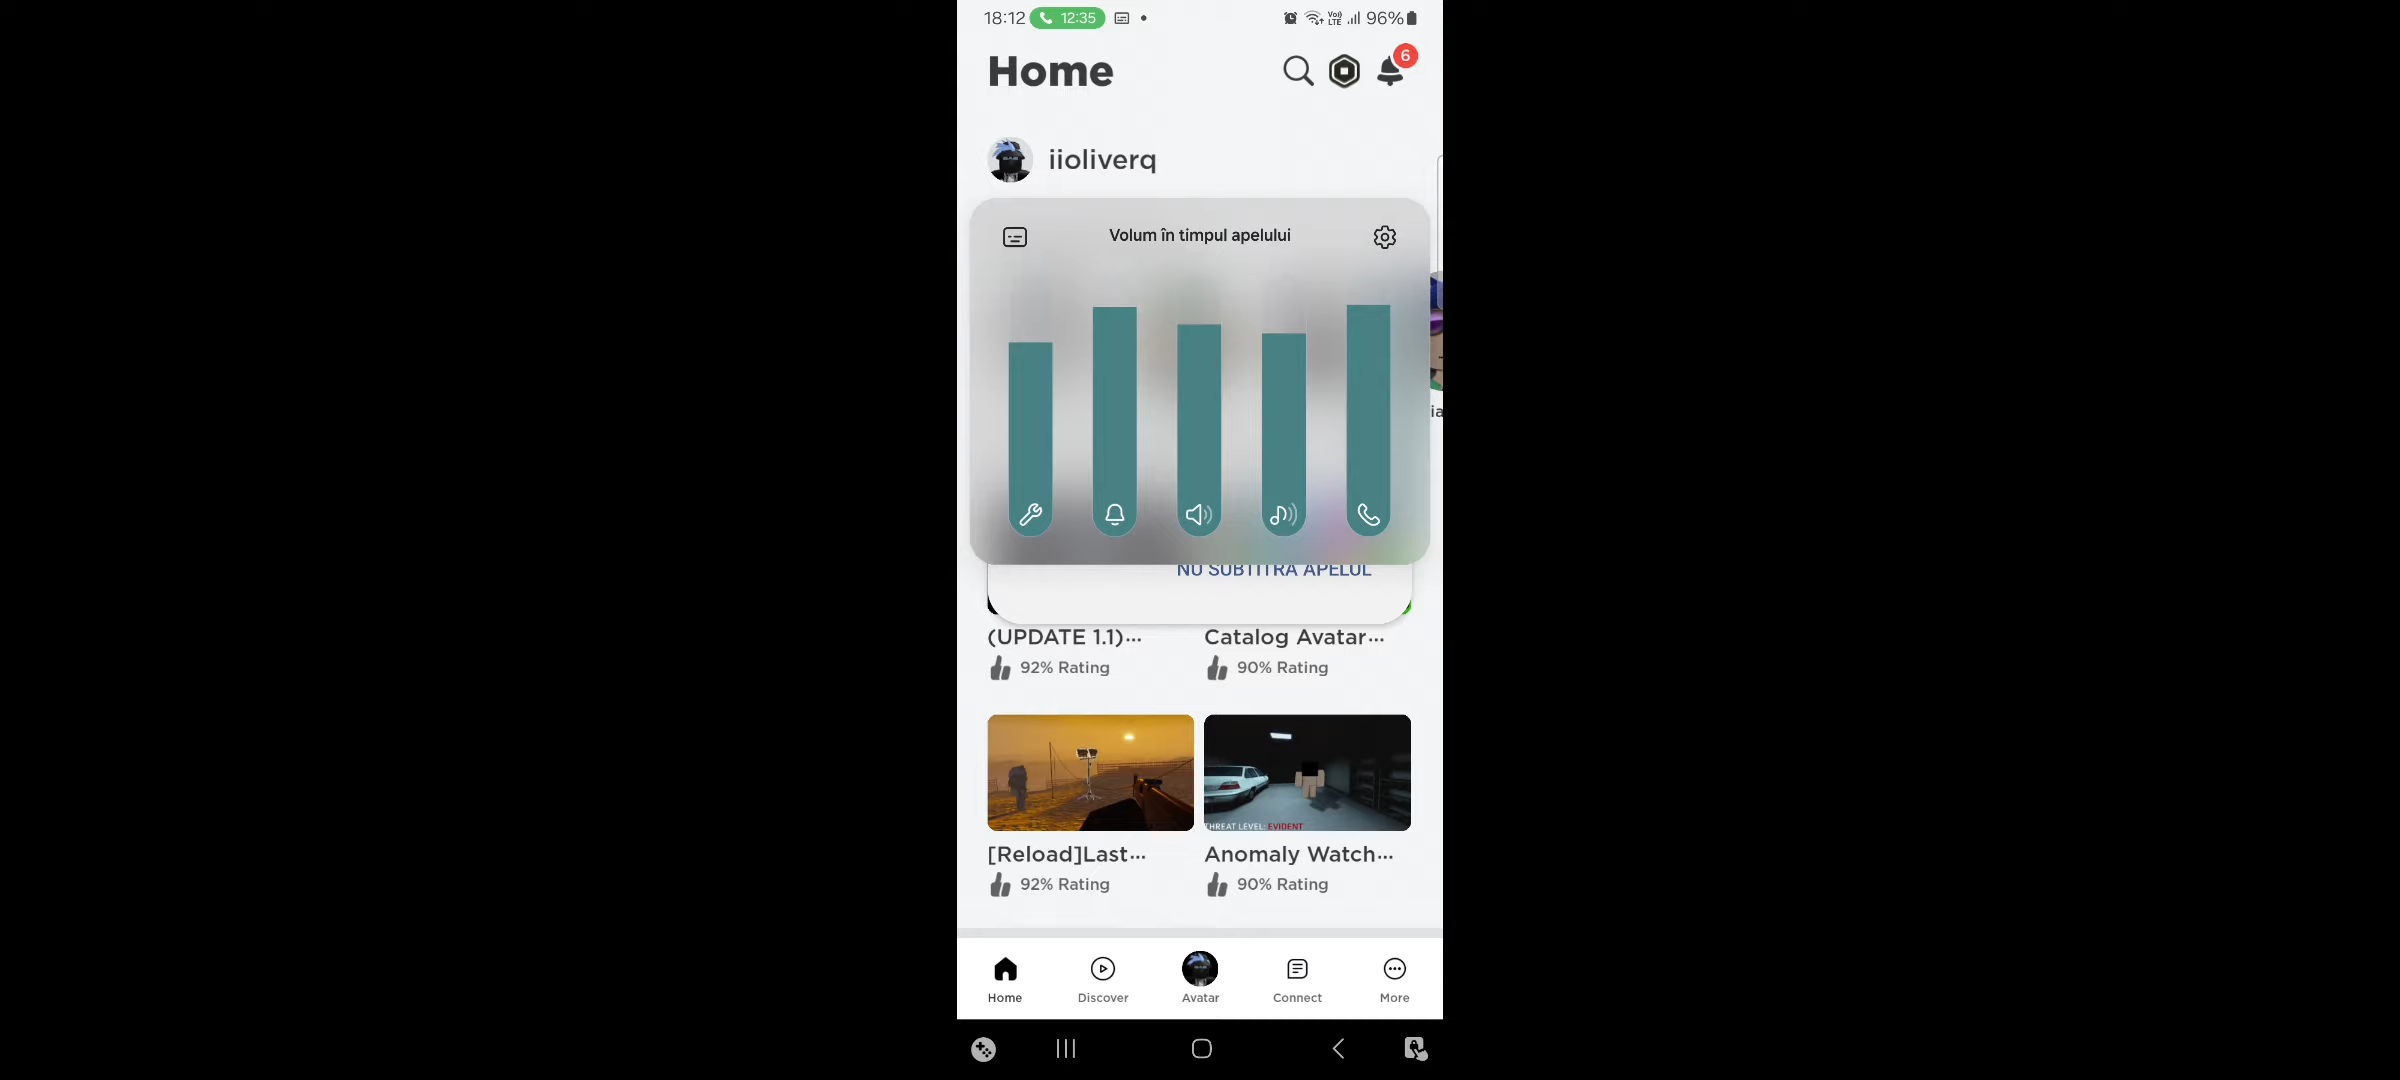 18:12 12:35 Vo)) LTE 96%
Home
6
iioliverq
Volum în timpul apelului
NU SUBTITRA APELUL
(UPDATE 1.1)... Catalog Avatar...
92% Rating 90% Rating
THREAT LEVEL: EVIDENT
[Reload]Last... Anomaly Watch...
92% Rating 90% Rating
Home Discover Avatar Connect More